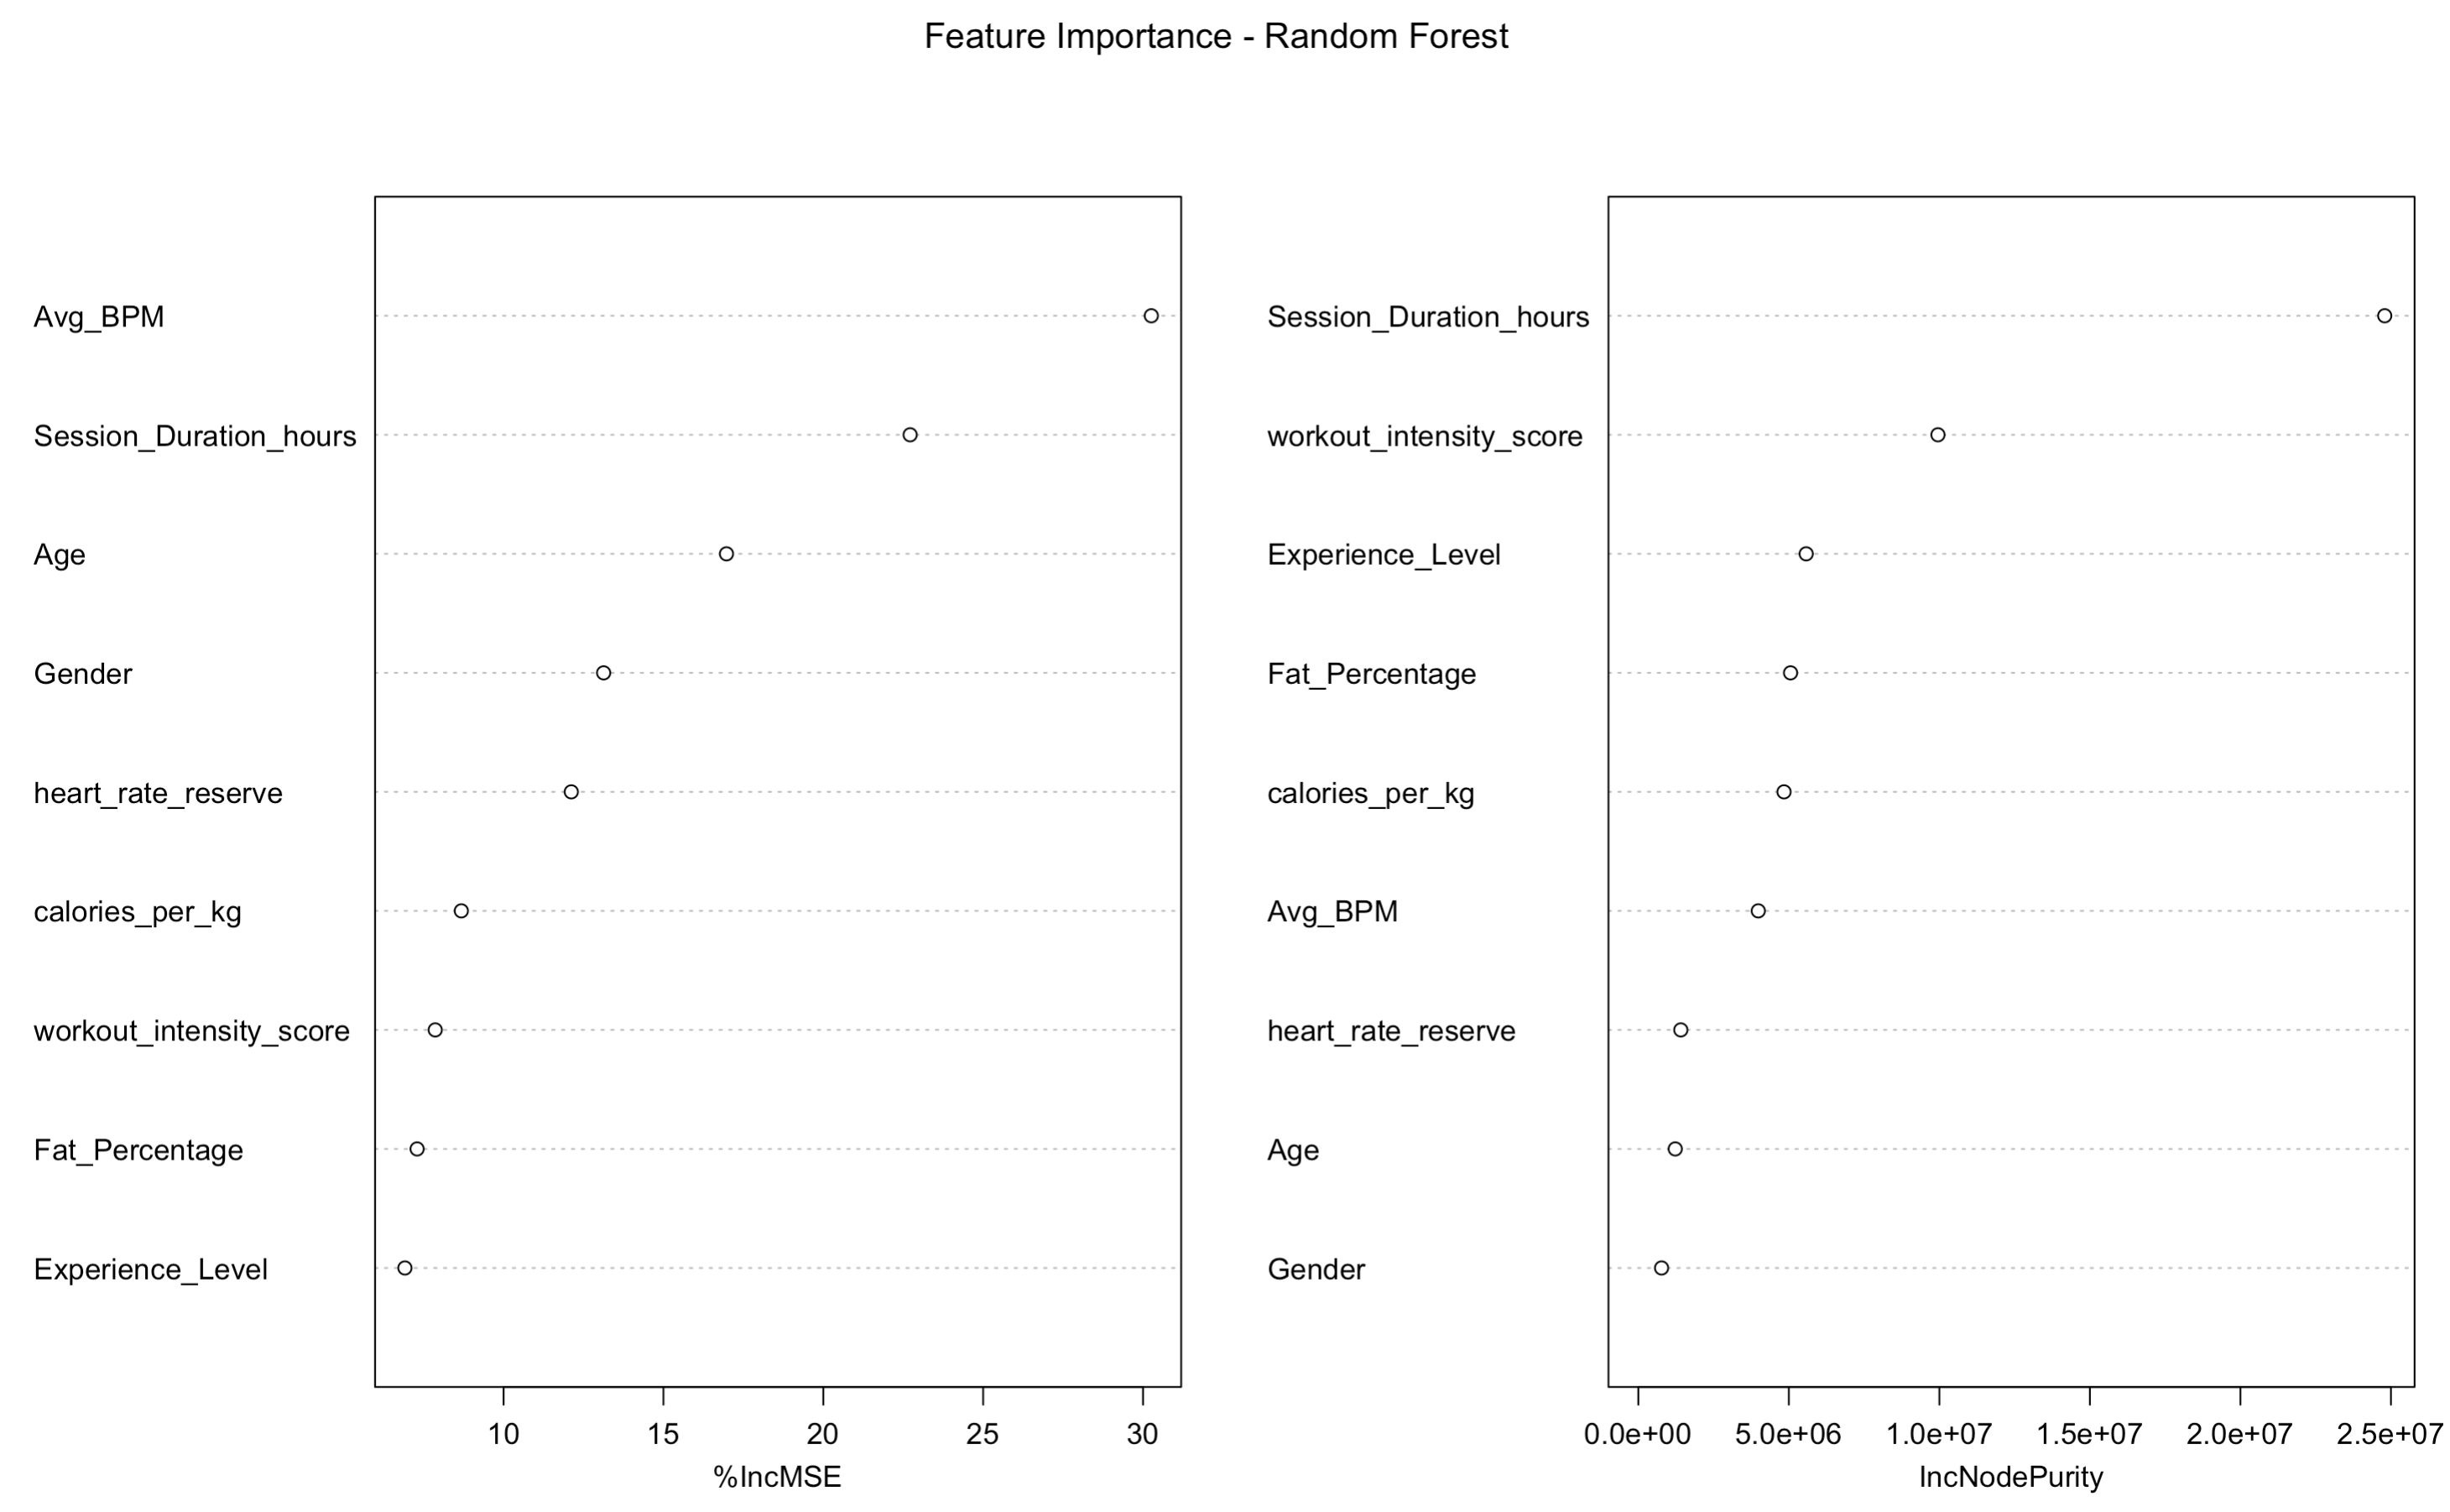 Feature Importance - Random Forest
Avg_BPM
Session_Duration_hours
Age
Gender
heart_rate_reserve
calories_per_kg
workout_intensity_score
Fat_Percentage
Experience_Level
10 15 20 25 30
%IncMSE
Session_Duration_hours
workout_intensity_score
Experience_Level
Fat_Percentage
calories_per_kg
Avg_BPM
heart_rate_reserve
Age
Gender
0.0e+00 5.0e+06 1.0e+07 1.5e+07 2.0e+07 2.5e+07
IncNodePurity